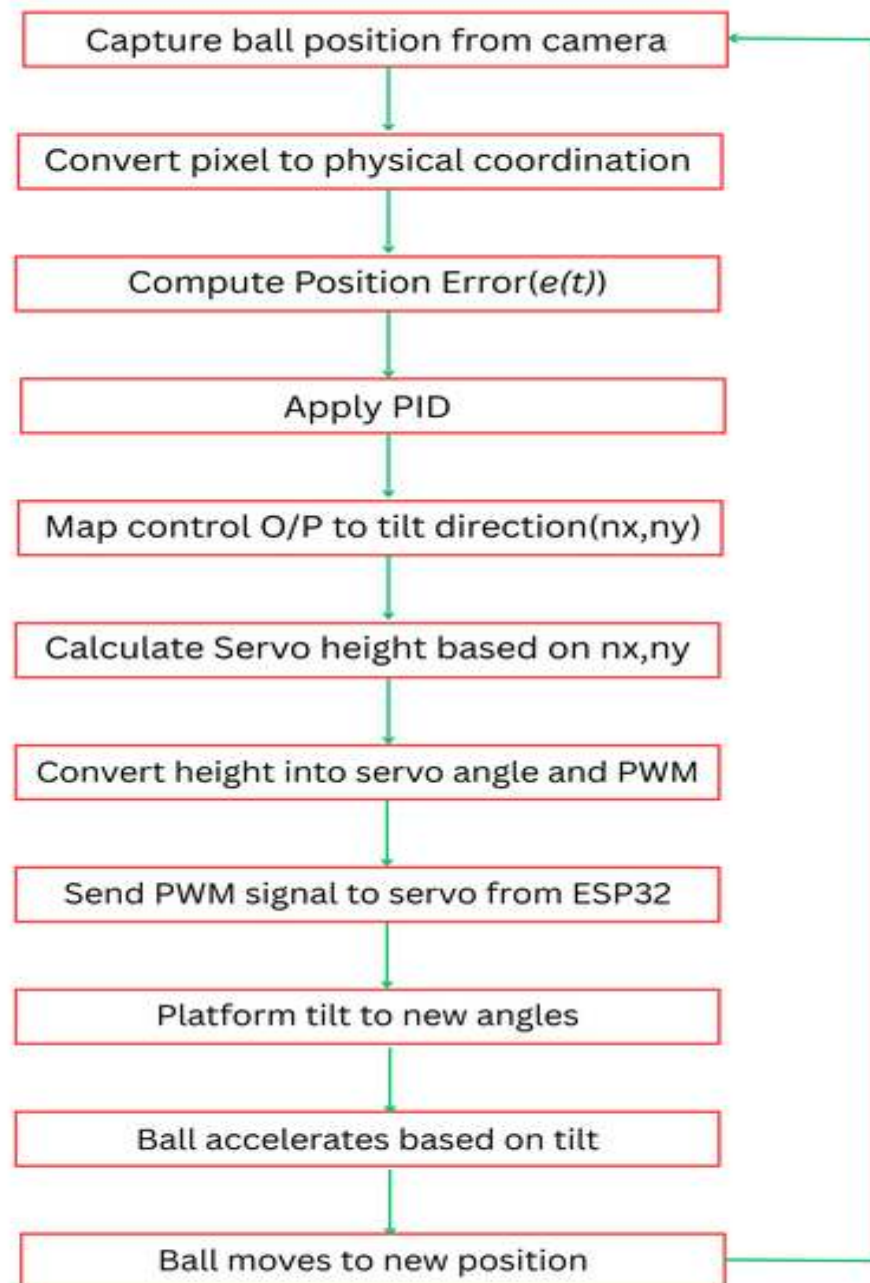 Capture ball position from camera
Convert pixel to physical coordination
Compute Position Error(e(t))
Apply PID
Map control O/P to tilt direction(nx,ny)
Calculate Servo height based on nx,ny
Convert height into servo angle and PWM
Send PWM signal to servo from ESP32
Platform tilt to new angles
Ball accelerates based on tilt
Ball moves to new position